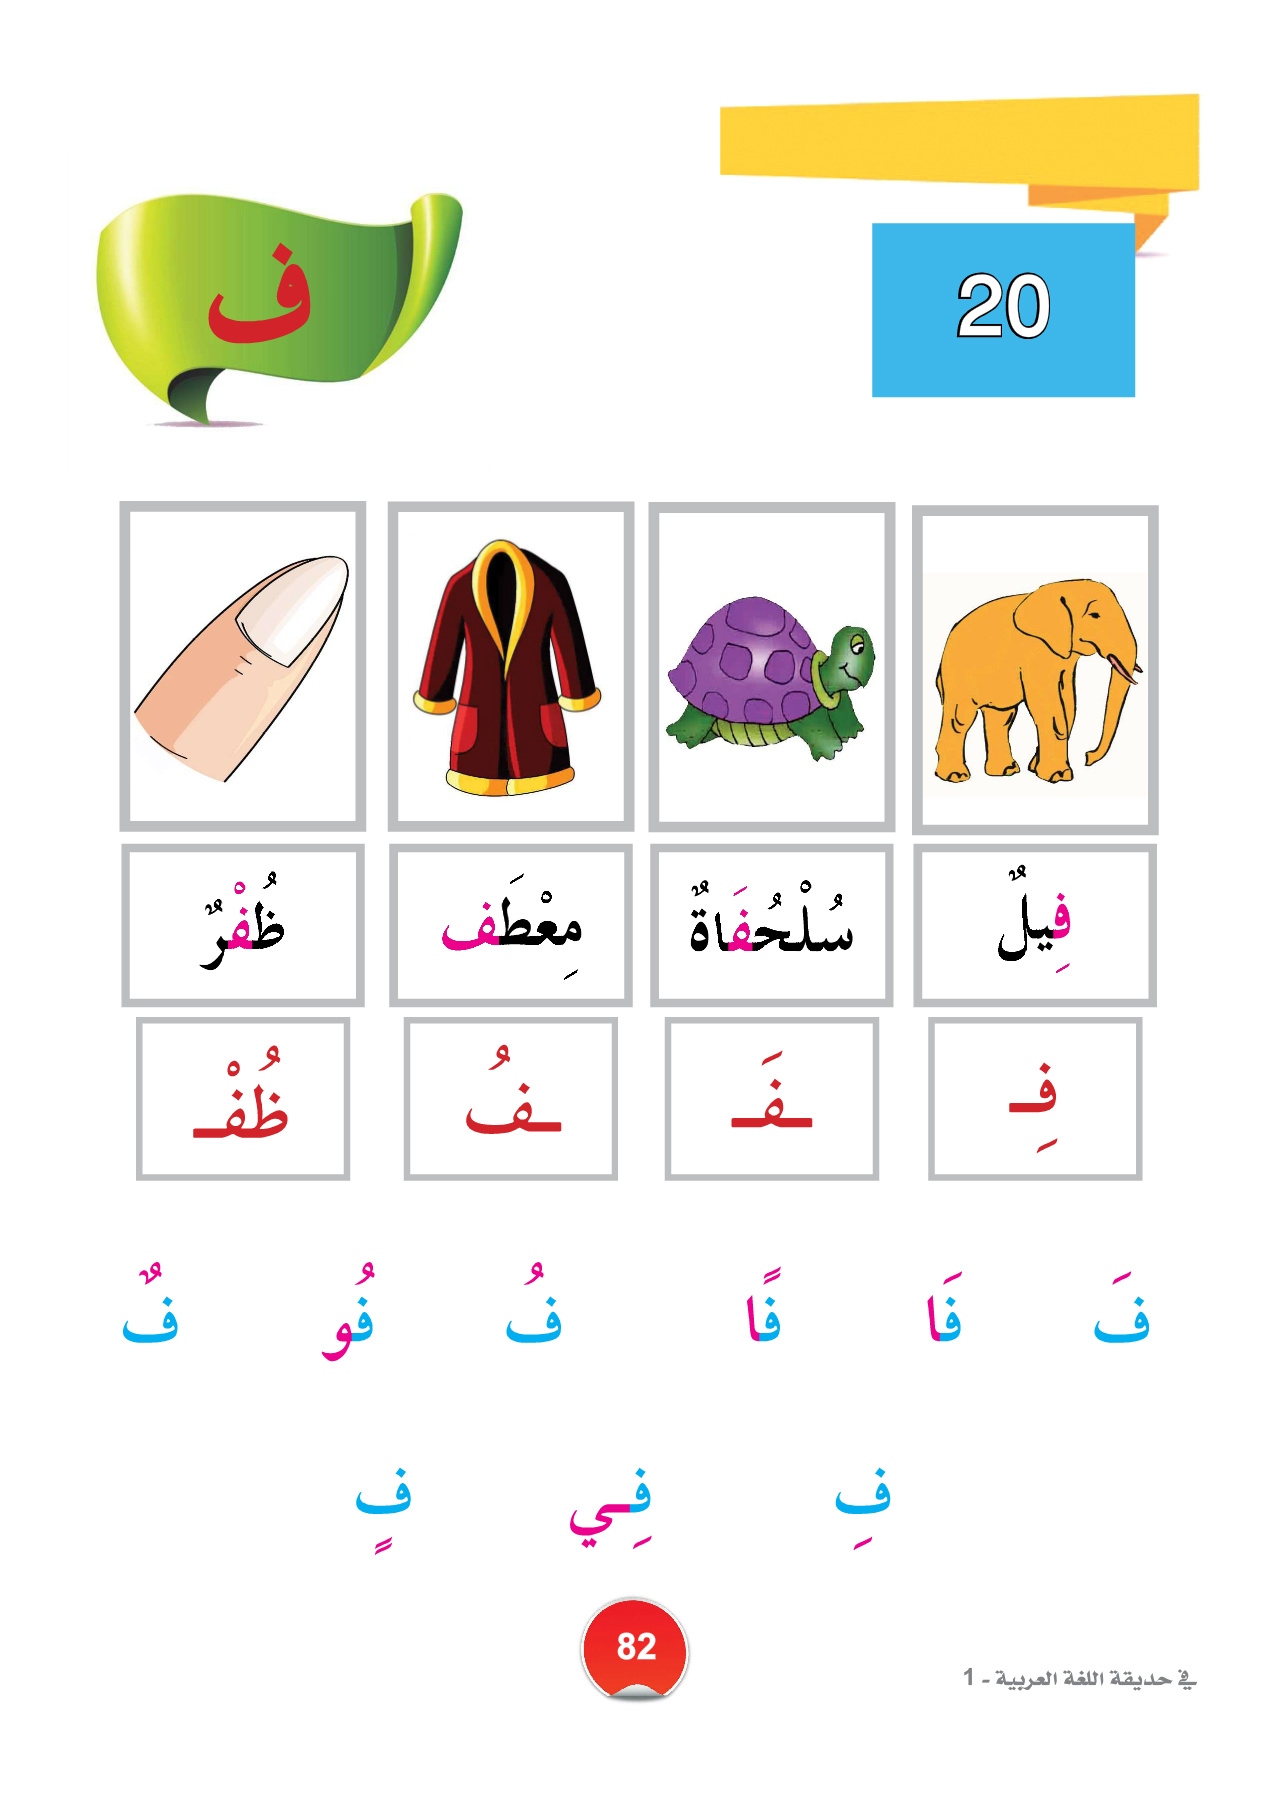 ف
20
فِيلٌ سُلْحُفَاةٌ مِعْطَف ظُفْرٌ
فِـ ـفَـ ـفُ ظُفْـ
فَ فَا فًا فُ فُو فٌ
فِ فِي فٍ
82
في حديقة اللغة العربية - 1